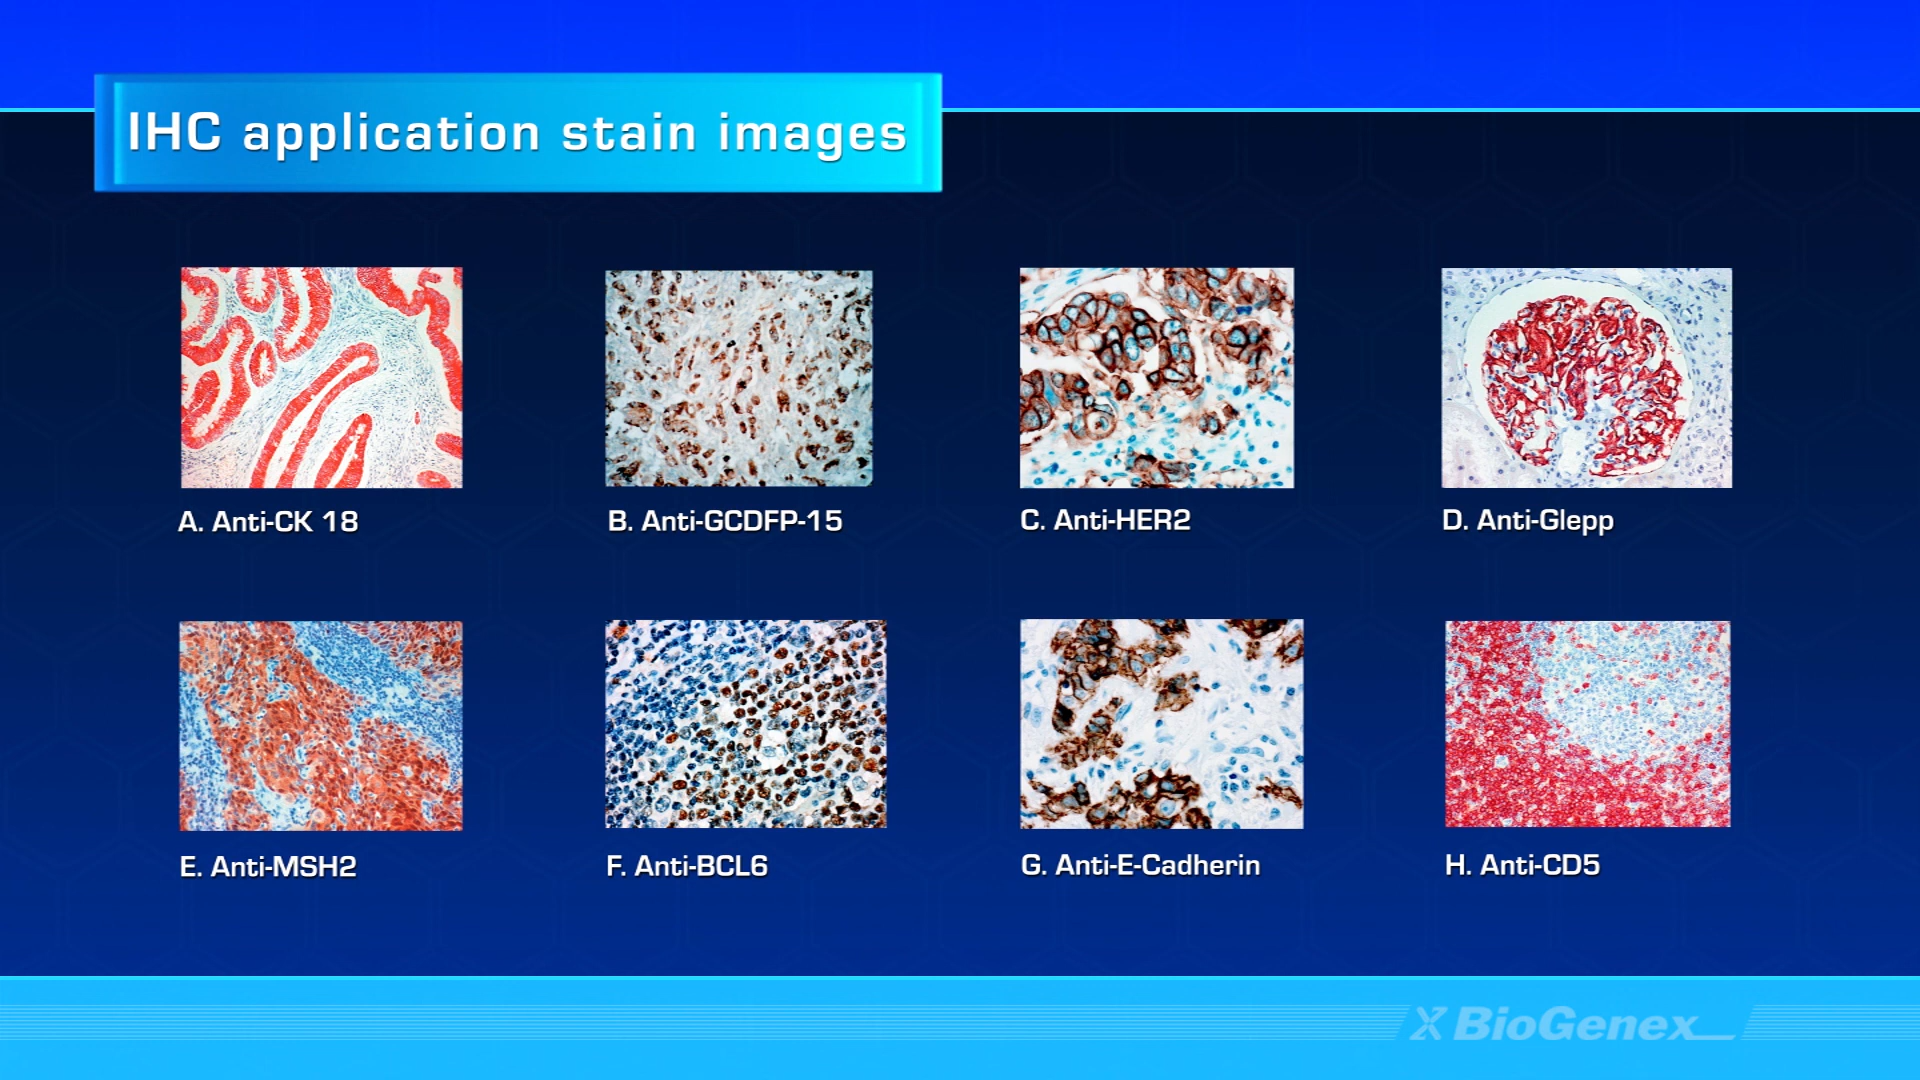 IHC application stain images
A. Anti-CK 18
B. Anti-GCDFP-15
C. Anti-HER2
D. Anti-Glepp
E. Anti-MSH2
F. Anti-BCL6
G. Anti-E-Cadherin
H. Anti-CD5
BioGenex